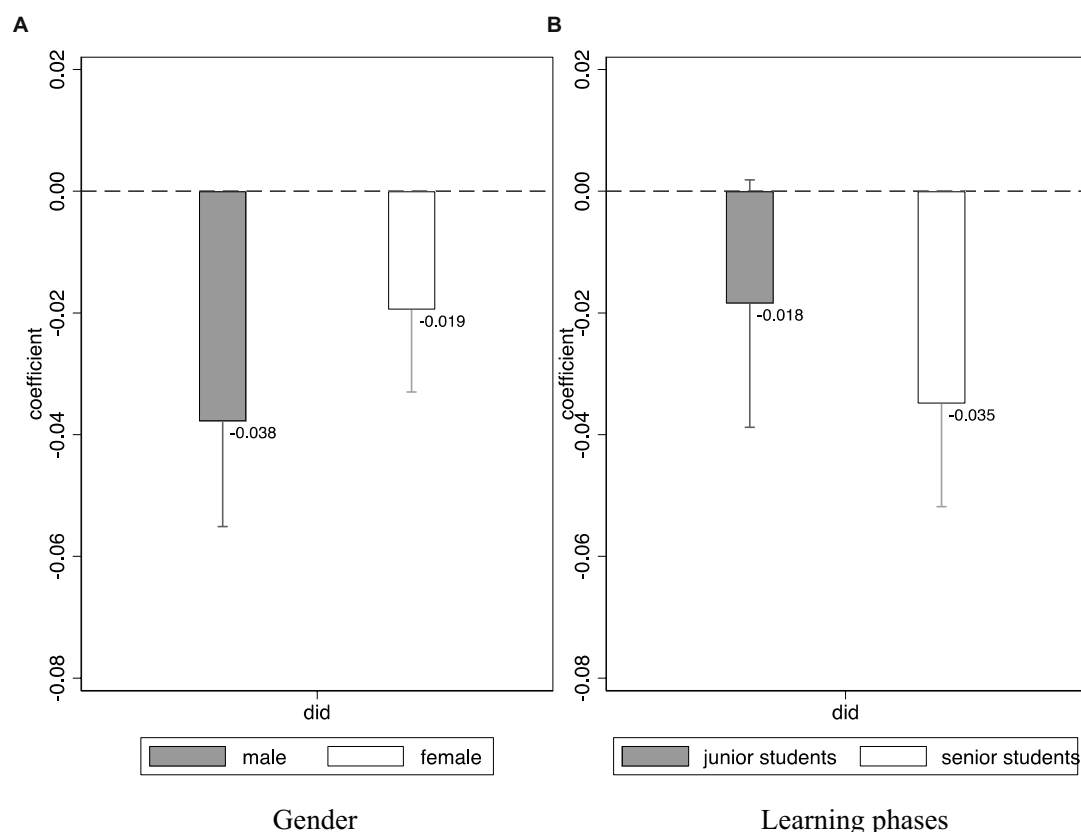 A
coefficient
0.02
0.00
-0.02
-0.04
-0.06
-0.08
-0.038
-0.019
did
male
female
Gender
B
coefficient
0.02
0.00
-0.02
-0.04
-0.06
-0.08
-0.018
-0.035
did
junior students
senior students
Learning phases